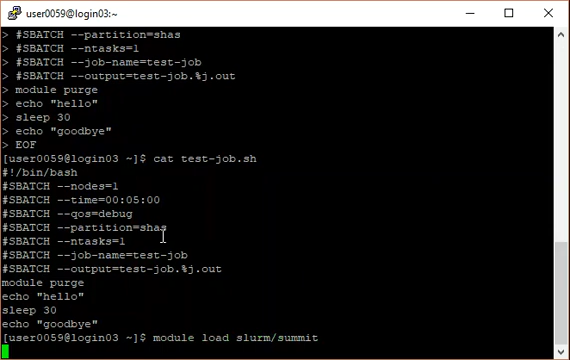 user0059@login03:~
> #SBATCH --partition=shas
> #SBATCH --ntasks=1
> #SBATCH --job-name=test-job
> #SBATCH --output=test-job.%j.out
> module purge
> echo "hello"
> sleep 30
> echo "goodbye"
> EOF
[user0059@login03 ~]$ cat test-job.sh
#!/bin/bash
#SBATCH --nodes=1
#SBATCH --time=00:05:00
#SBATCH --qos=debug
#SBATCH --partition=shas
#SBATCH --ntasks=1
#SBATCH --job-name=test-job
#SBATCH --output=test-job.%j.out
module purge
echo "hello"
sleep 30
echo "goodbye"
[user0059@login03 ~]$ module load slurm/summit